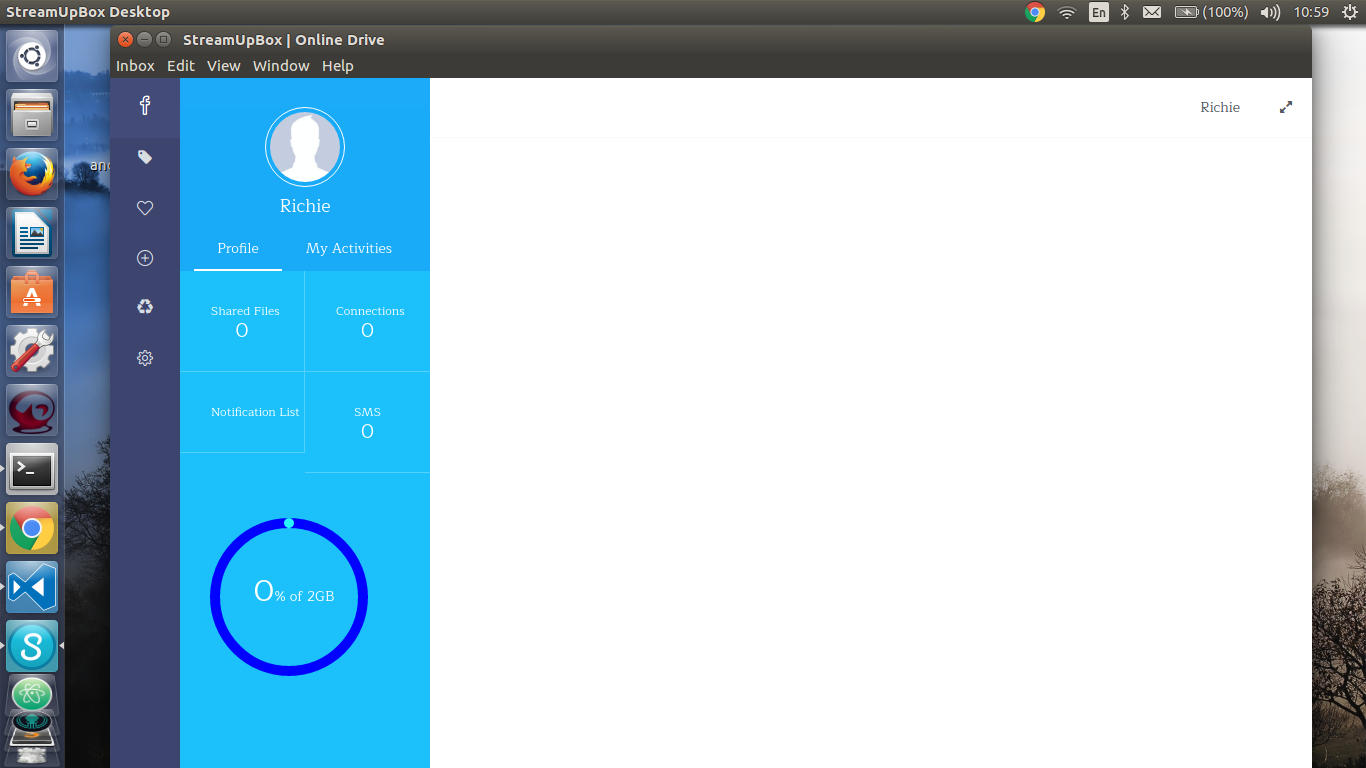 StreamUpBox Desktop
En
(100%)
10:59
StreamUpBox | Online Drive
Inbox Edit View Window Help
Richie
Richie
Profile
My Activities
Shared Files
0
Connections
0
Notification List
SMS
0
0% of 2GB